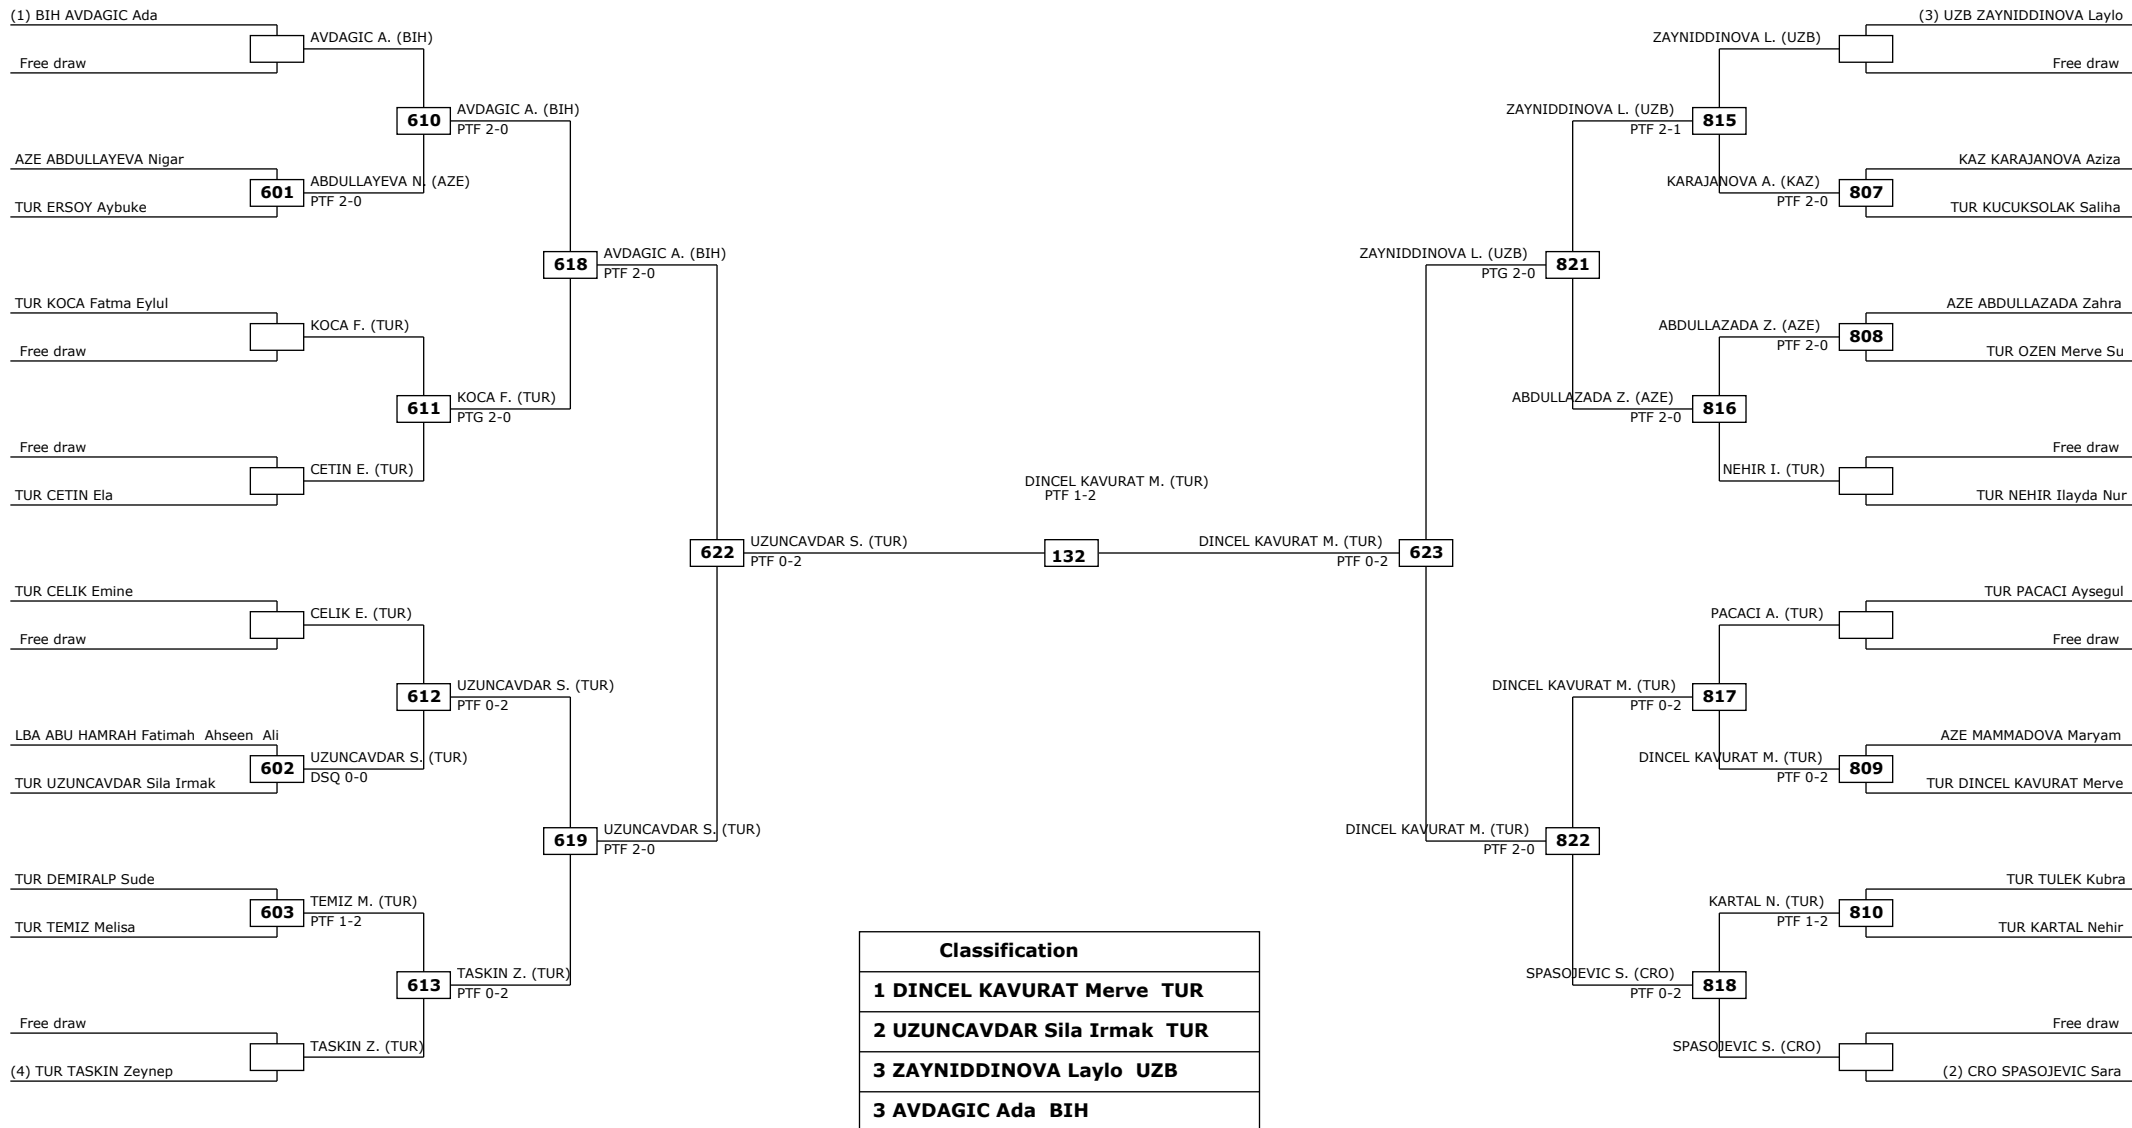 (1) BIH AVDAGIC Ada
AVDAGIC A. (BIH)
Free draw
610
AVDAGIC A. (BIH)
PTF 2-0
AZE ABDULLAYEVA Nigar
601
ABDULLAYEVA N. (AZE)
PTF 2-0
TUR ERSOY Aybuke
618
AVDAGIC A. (BIH)
PTF 2-0
TUR KOCA Fatma Eylul
KOCA F. (TUR)
Free draw
611
KOCA F. (TUR)
PTG 2-0
Free draw
CETIN E. (TUR)
TUR CETIN Ela
622
UZUNCAVDAR S. (TUR)
PTF 0-2
TUR CELIK Emine
CELIK E. (TUR)
Free draw
612
UZUNCAVDAR S. (TUR)
PTF 0-2
LBA ABU HAMRAH Fatimah Ahseen Ali
602
UZUNCAVDAR S. (TUR)
DSQ 0-0
TUR UZUNCAVDAR Sila Irmak
619
UZUNCAVDAR S. (TUR)
PTF 2-0
TUR DEMIRALP Sude
603
TEMIZ M. (TUR)
PTF 1-2
TUR TEMIZ Melisa
613
TASKIN Z. (TUR)
PTF 0-2
Free draw
TASKIN Z. (TUR)
(4) TUR TASKIN Zeynep
DINCEL KAVURAT M. (TUR)
PTF 1-2
132
(3) UZB ZAYNIDDINOVA Laylo
ZAYNIDDINOVA L. (UZB)
Free draw
ZAYNIDDINOVA L. (UZB)
PTF 2-1
815
KAZ KARAJANOVA Aziza
KARAJANOVA A. (KAZ)
PTF 2-0
807
TUR KUCUKSOLAK Saliha
ZAYNIDDINOVA L. (UZB)
PTG 2-0
821
AZE ABDULLAZADA Zahra
ABDULLAZADA Z. (AZE)
PTF 2-0
808
TUR OZEN Merve Su
ABDULLAZADA Z. (AZE)
PTF 2-0
816
Free draw
NEHIR I. (TUR)
TUR NEHIR Ilayda Nur
DINCEL KAVURAT M. (TUR)
PTF 0-2
623
TUR PACACI Aysegul
PACACI A. (TUR)
Free draw
DINCEL KAVURAT M. (TUR)
PTF 0-2
817
AZE MAMMADOVA Maryam
DINCEL KAVURAT M. (TUR)
PTF 0-2
809
TUR DINCEL KAVURAT Merve
DINCEL KAVURAT M. (TUR)
PTF 2-0
822
TUR TULEK Kubra
KARTAL N. (TUR)
PTF 1-2
810
TUR KARTAL Nehir
SPASOJEVIC S. (CRO)
PTF 0-2
818
Free draw
SPASOJEVIC S. (CRO)
(2) CRO SPASOJEVIC Sara
Classification
1 DINCEL KAVURAT Merve TUR
2 UZUNCAVDAR Sila Irmak TUR
3 ZAYNIDDINOVA Laylo UZB
3 AVDAGIC Ada BIH